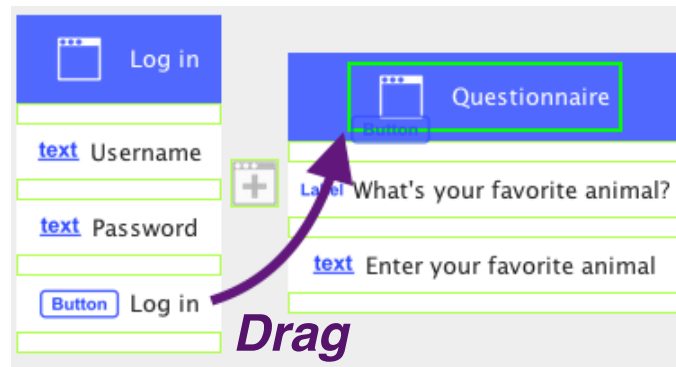 Log in
text Username
text Password
Button Log in
Drag
Questionnaire
Button
Label What's your favorite animal?
text Enter your favorite animal